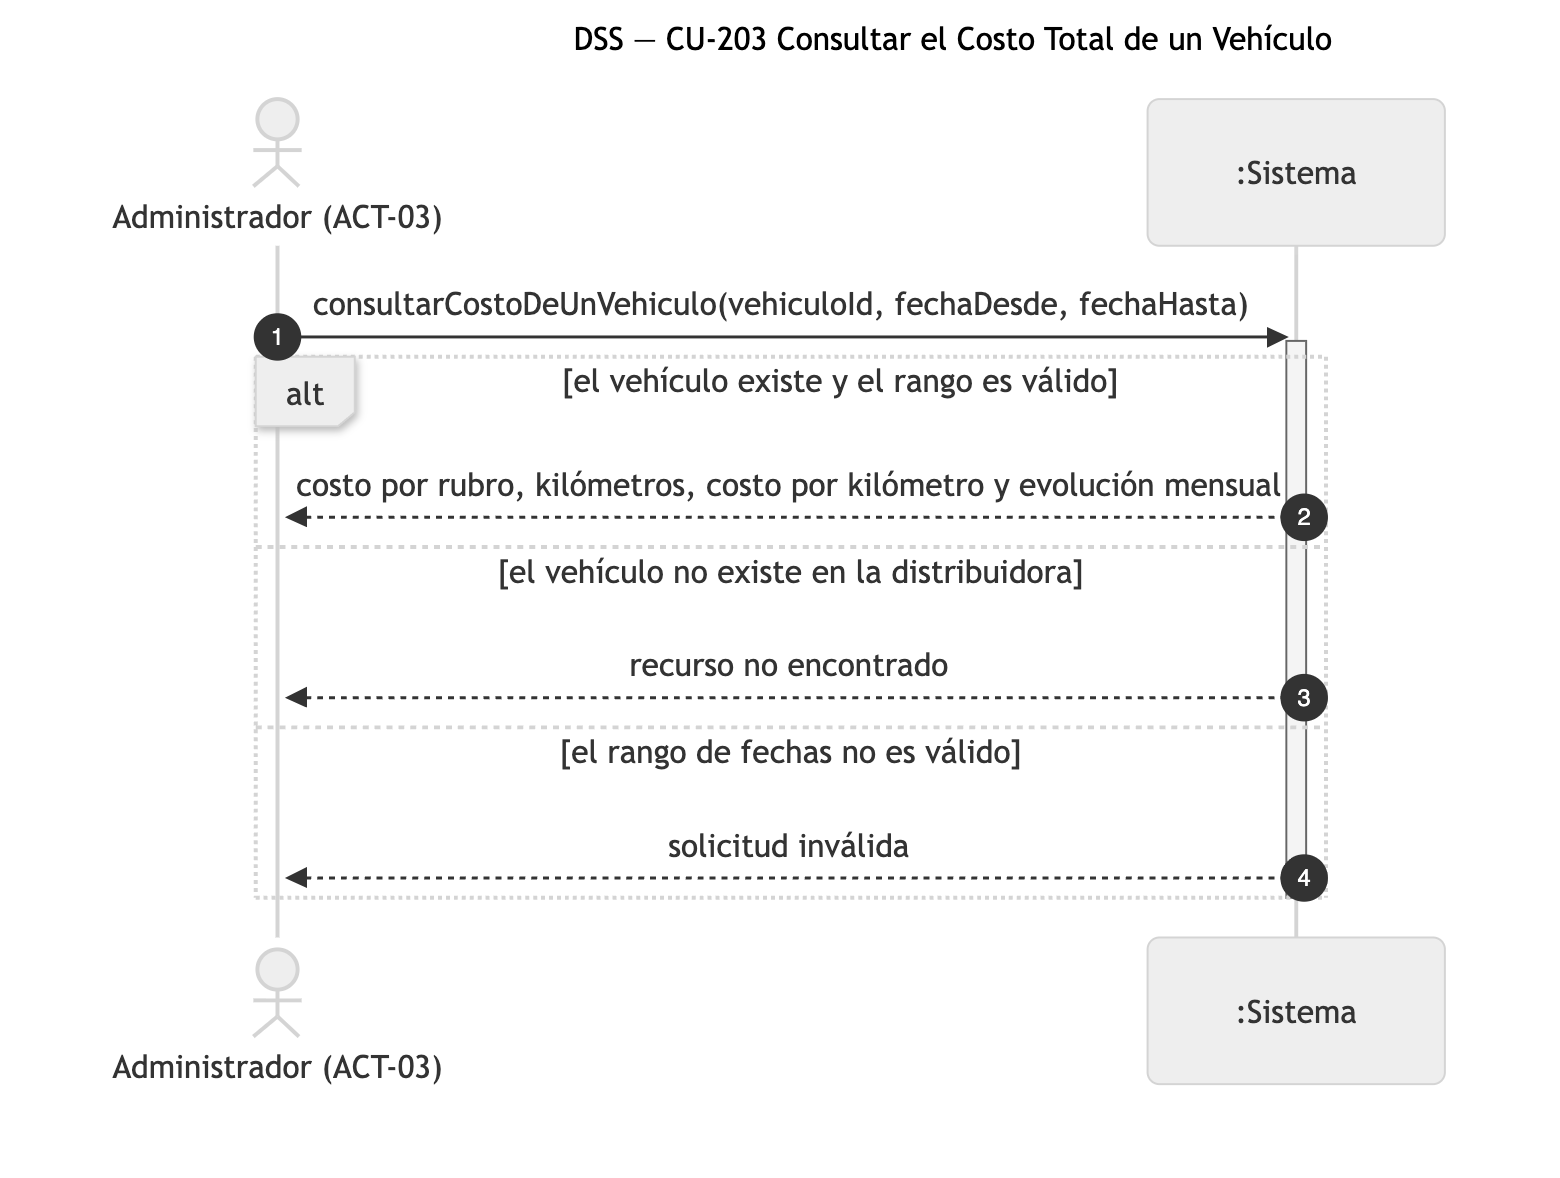 DSS — CU-203 Consultar el Costo Total de un Vehículo
Administrador (ACT-03)
:Sistema
consultarCostoDeUnVehiculo(vehiculoId, fechaDesde, fechaHasta)
1
alt
[el vehículo existe y el rango es válido]
costo por rubro, kilómetros, costo por kilómetro y evolución mensual
2
[el vehículo no existe en la distribuidora]
recurso no encontrado
3
[el rango de fechas no es válido]
solicitud inválida
4
Administrador (ACT-03)
:Sistema